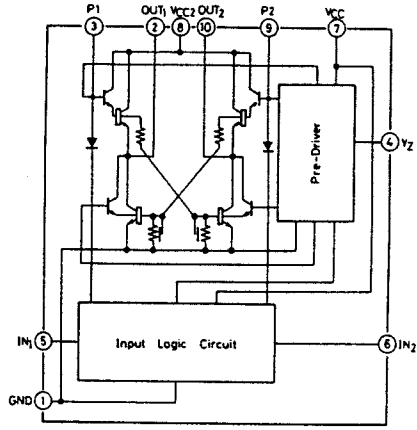 P1 OUT1 VCC2 OUT2 P2 VCC
3 2 8 10 9 7
4 VZ
Pre-Driver
IN1 5
Input Logic Circuit
6 IN2
GND 1